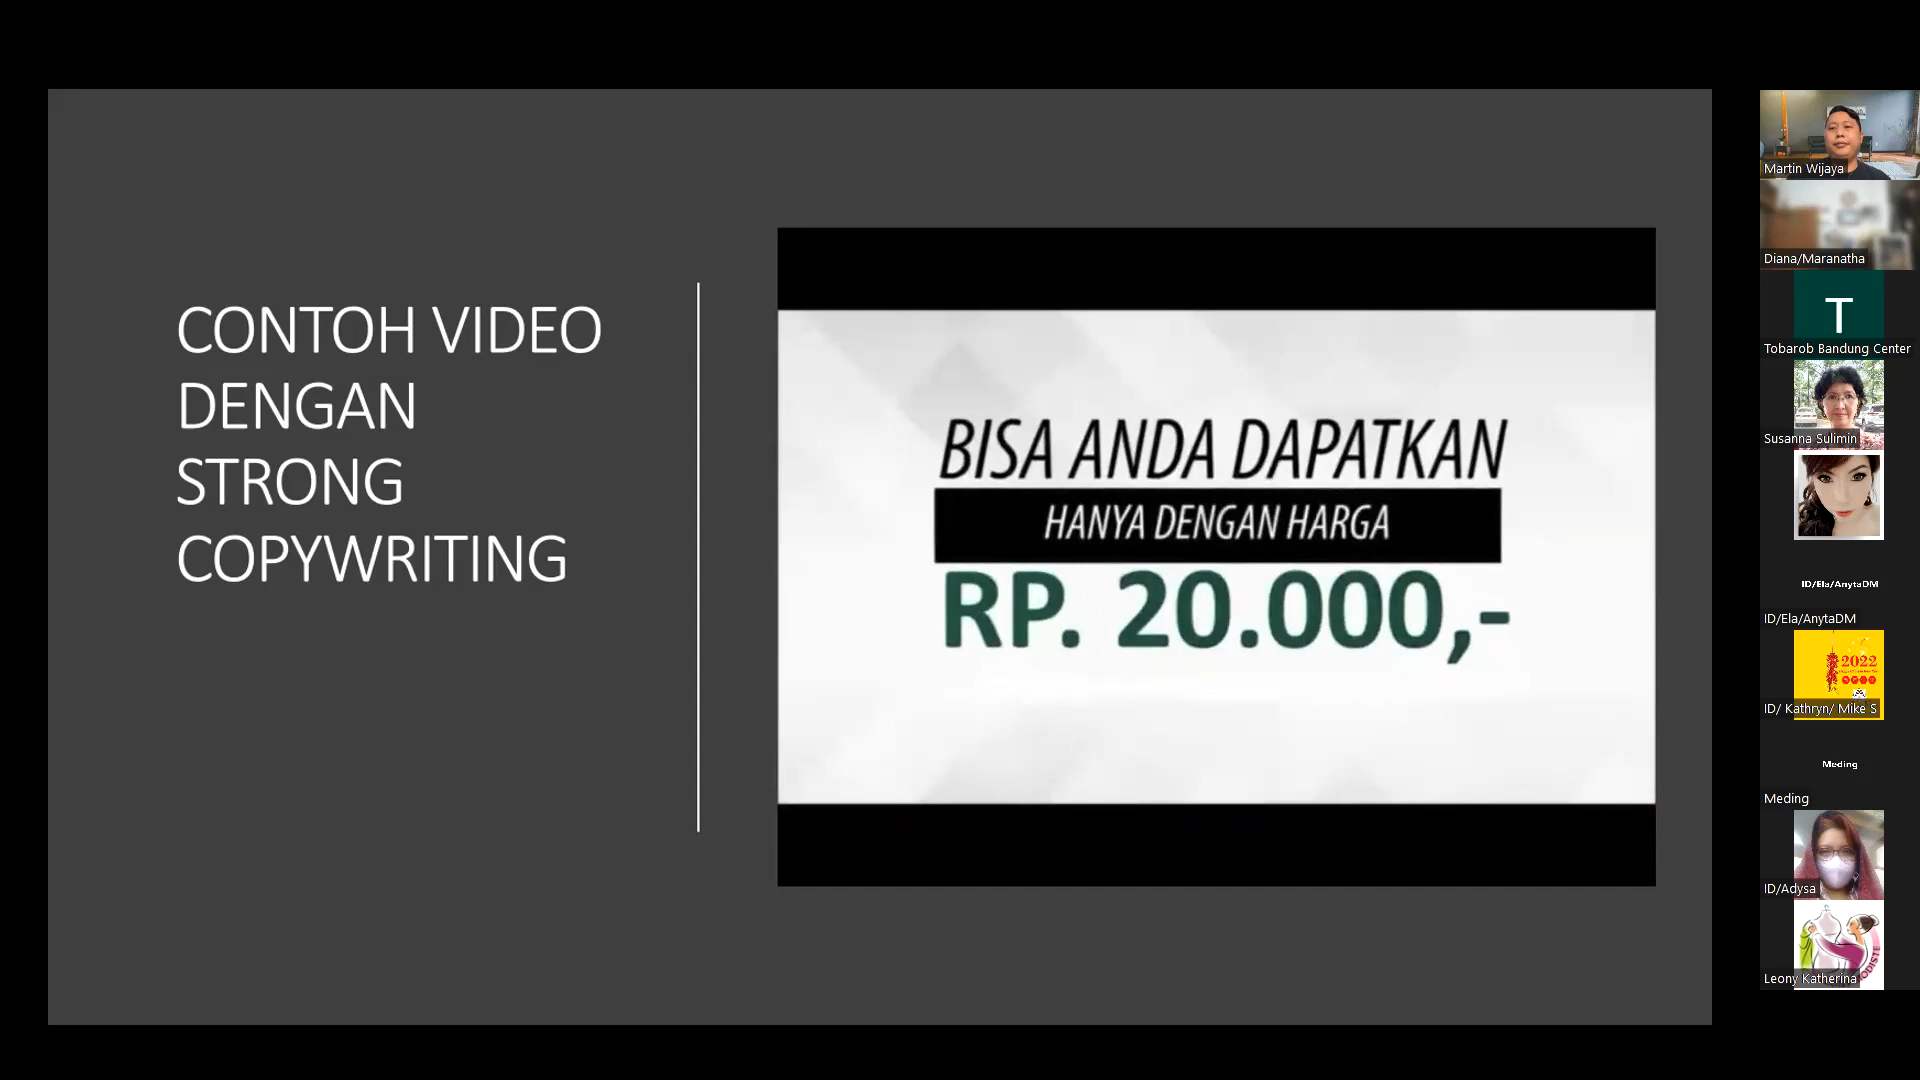 CONTOH VIDEO
DENGAN
STRONG
COPYWRITING
BISA ANDA DAPATKAN
HANYA DENGAN HARGA
RP. 20.000,-
Martin Wijaya
Diana/Maranatha
T
Tobarob Bandung Center
Susanna Sulimin
ID/Ela/AnytaDM
ID/Ela/AnytaDM
2022
ID/ Kathryn/ Mike S
Meding
Meding
ID/Adysa
ODISTE
Leony Katherina